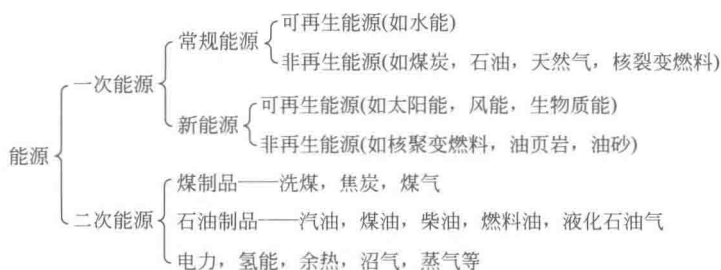 可再生能源(如水能)
常规能源
非再生能源(如煤炭，石油，天然气，核裂变燃料)
一次能源
可再生能源(如太阳能，风能，生物质能)
新能源
非再生能源(如核聚变燃料，油页岩，油砂)
能源
煤制品——洗煤，焦炭，煤气
二次能源
石油制品——汽油，煤油，柴油，燃料油，液化石油气
电力，氢能，余热，沼气，蒸气等